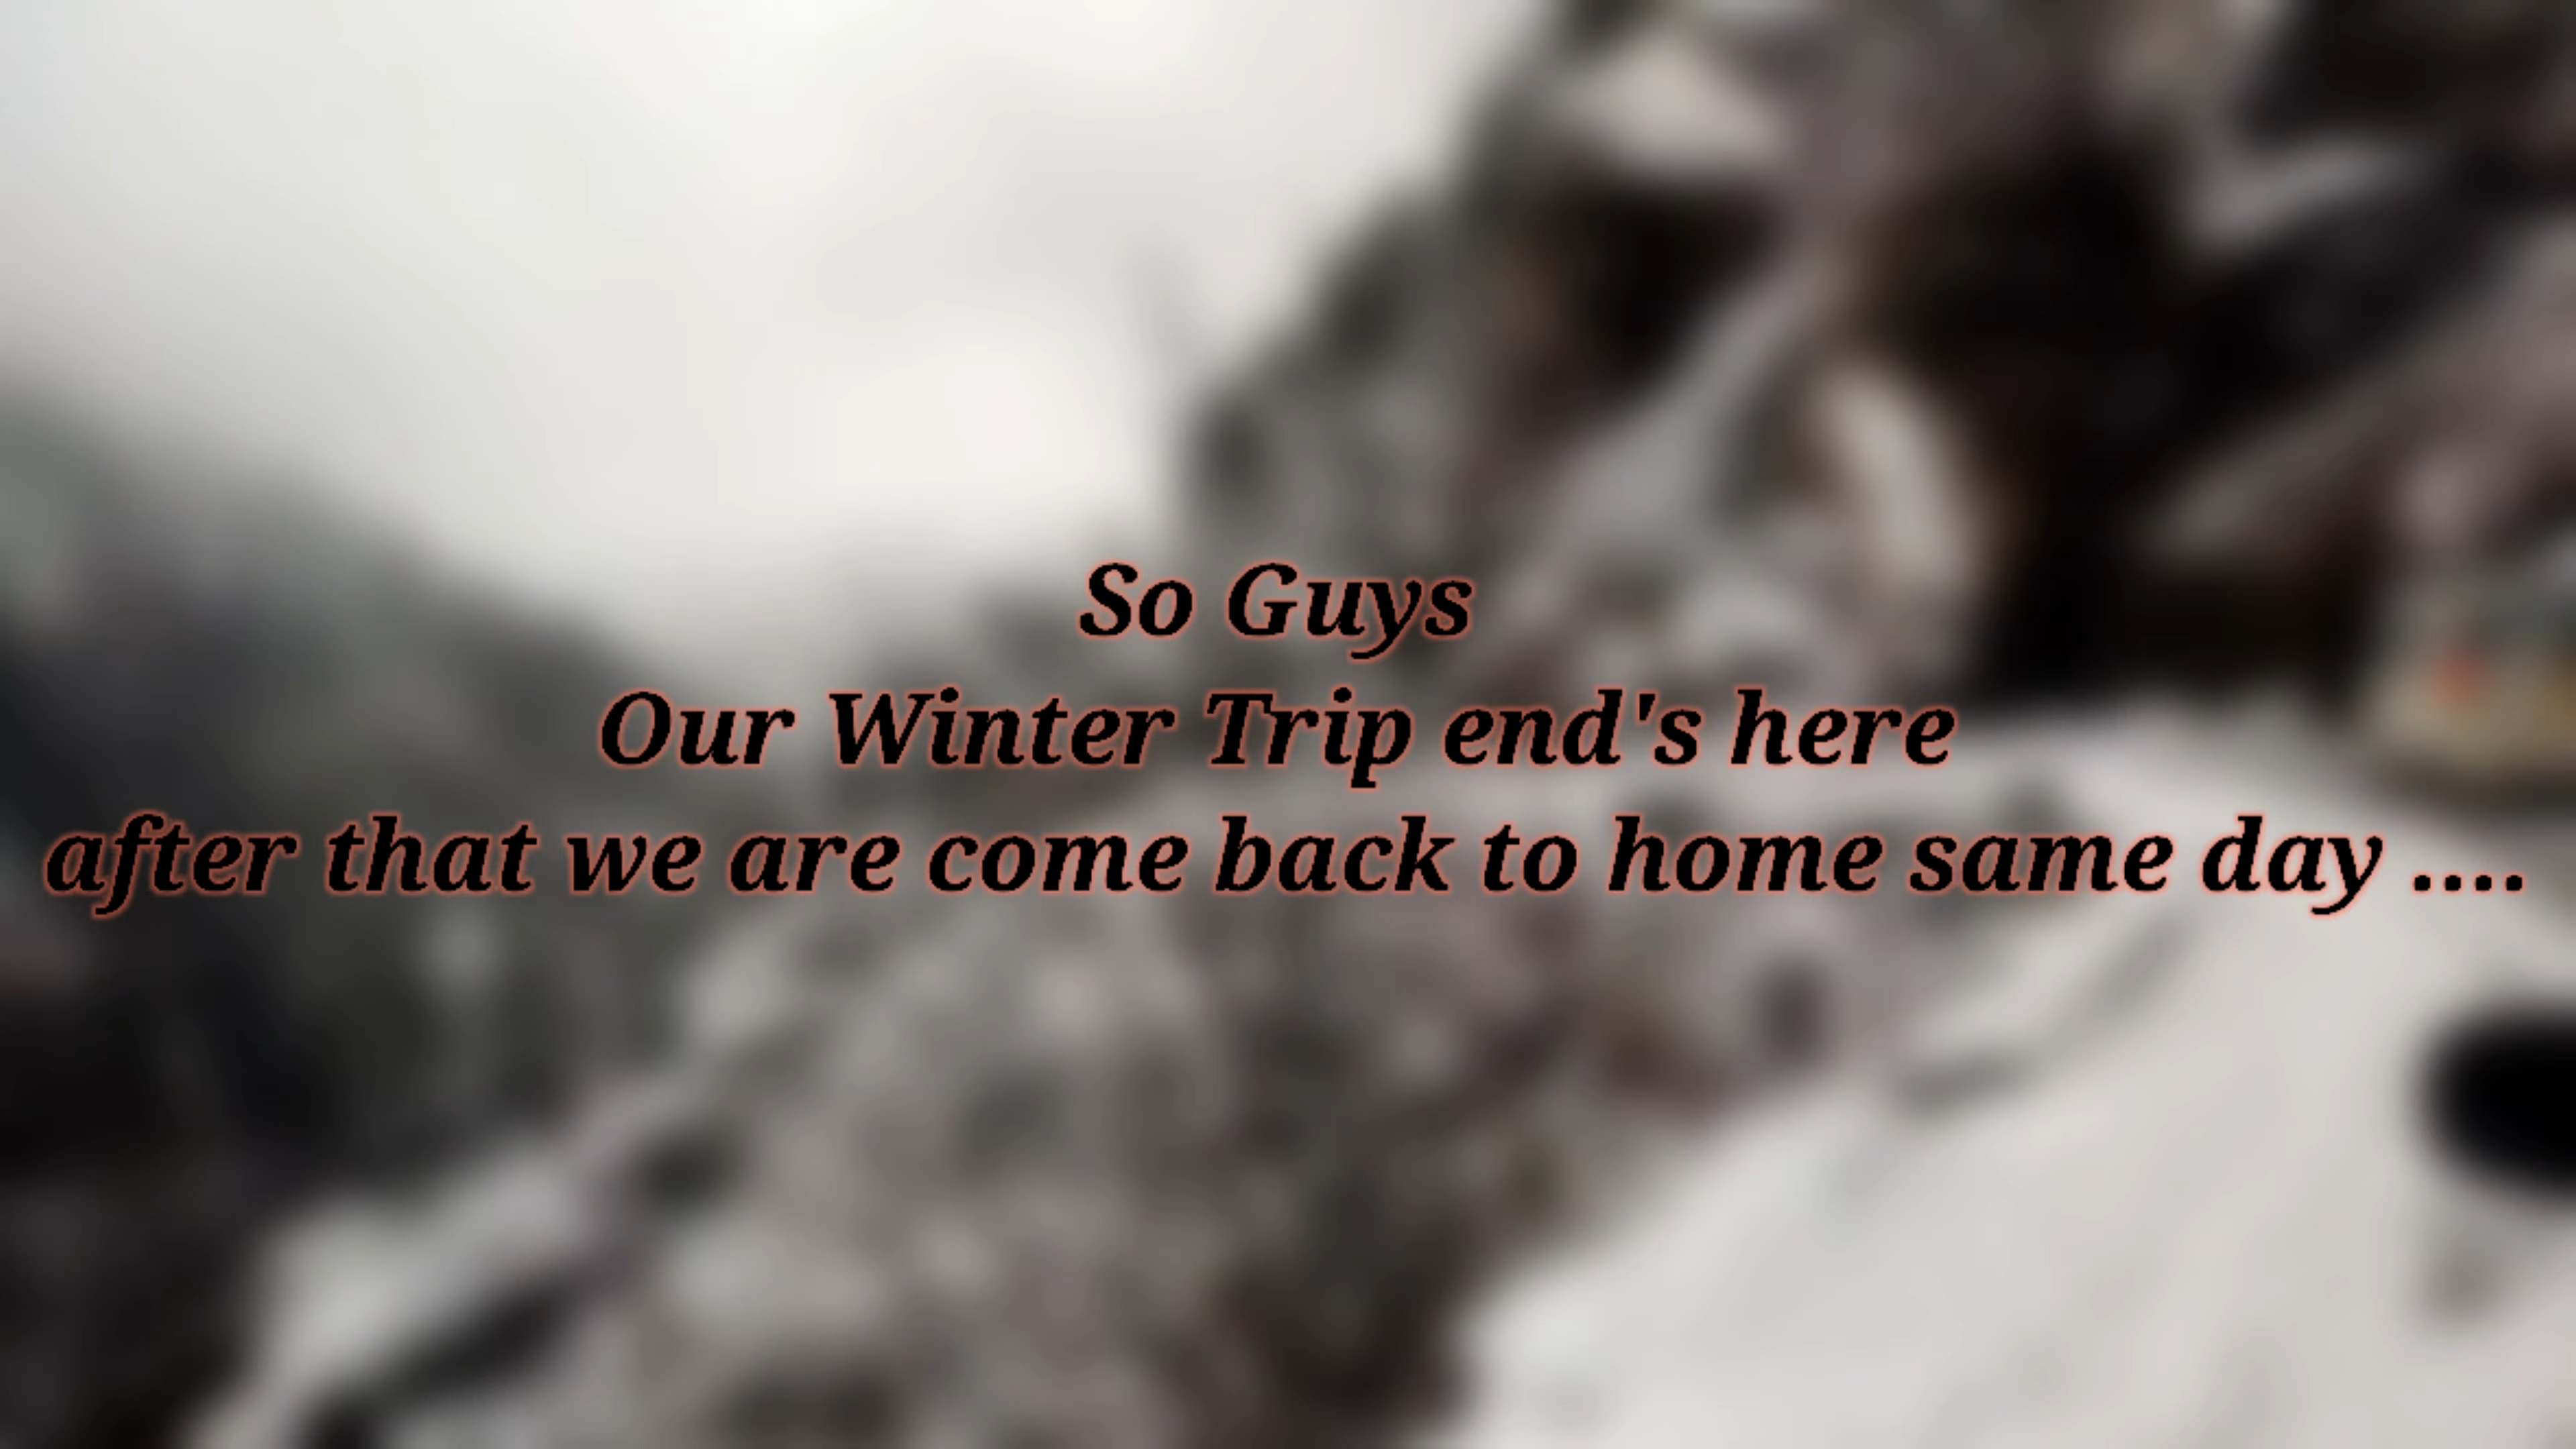 So Guys
Our Winter Trip end's here
after that we are come back to home same day ....